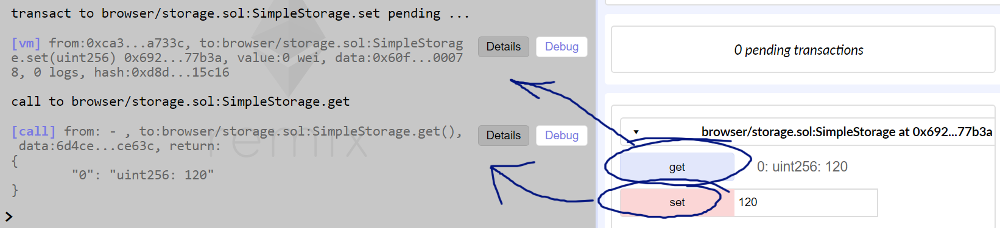 transact to browser/storage.sol:SimpleStorage.set pending ...
[vm] from:0xca3...a733c, to:browser/storage.sol:SimpleStorag
e.set(uint256) 0x692...77b3a, value:0 wei, data:0x60f...0007
8, 0 logs, hash:0xd8d...15c16
Details
Debug
call to browser/storage.sol:SimpleStorage.get
[call] from: - , to:browser/storage.sol:SimpleStorage.get(),
data:6d4ce...ce63c, return:
{
"0": "uint256: 120"
}
Details
Debug
remix
>
0 pending transactions
browser/storage.sol:SimpleStorage at 0x692...77b3a
get
0: uint256: 120
set
120